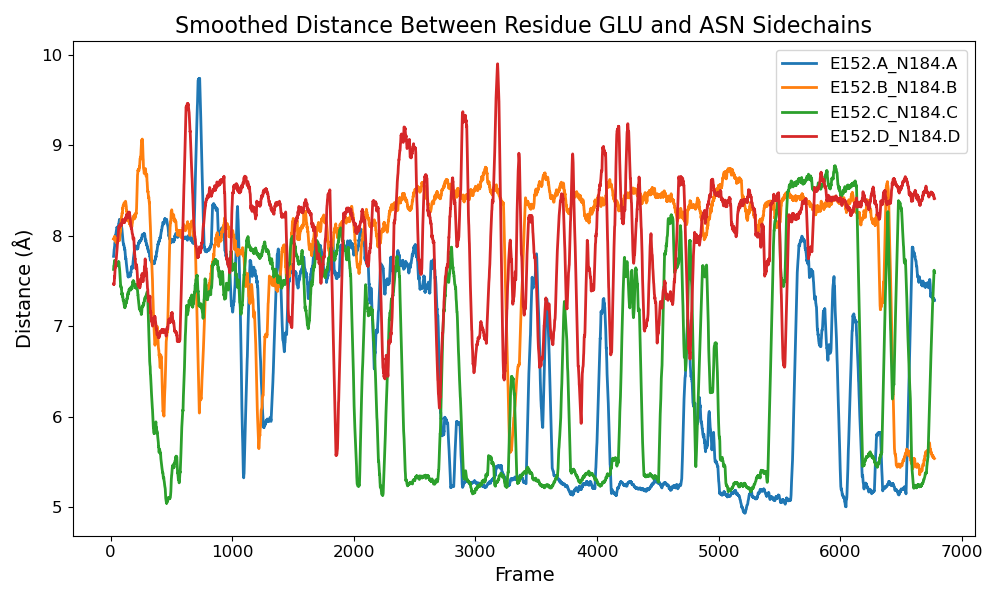 Smoothed Distance Between Residue GLU and ASN Sidechains
E152.A_N184.A
E152.B_N184.B
E152.C_N184.C
E152.D_N184.D
10
9
8
7
6
5
Distance (Å)
0 1000 2000 3000 4000 5000 6000 7000
Frame